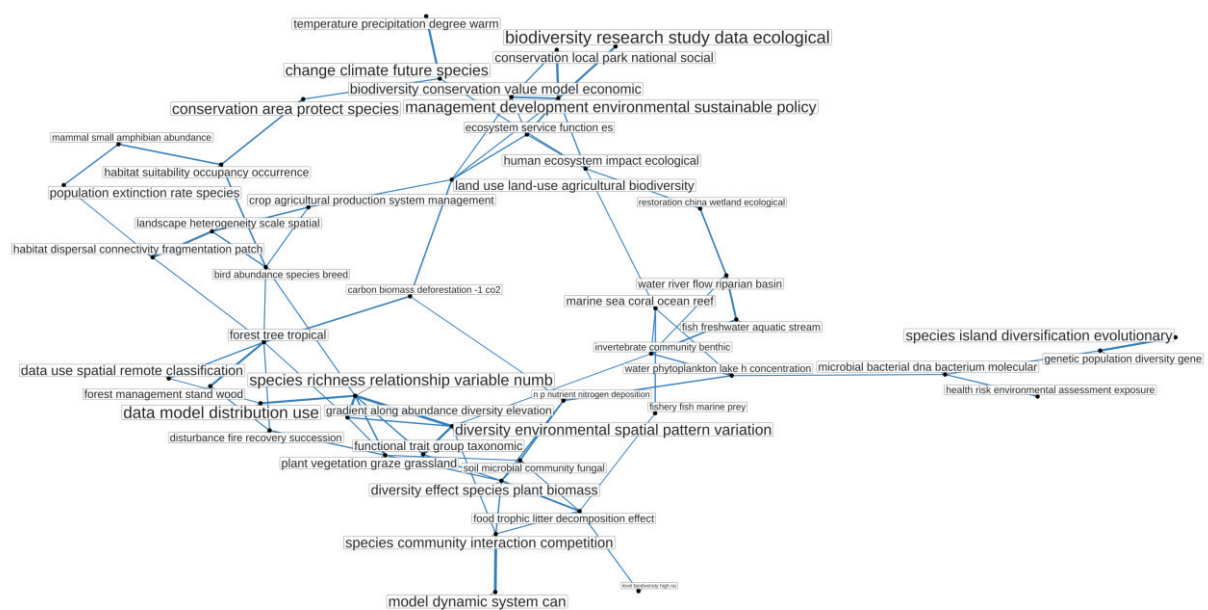 temperature precipitation degree warm
biodiversity research study data ecological
conservation local park national social
change climate future species
biodiversity conservation value model economic
conservation area protect species
management development environmental sustainable policy
ecosystem service function es
mammal small amphibian abundance
human ecosystem impact ecological
habitat suitability occupancy occurrence
land use land-use agricultural biodiversity
population extinction rate species
crop agricultural production system management
restoration china wetland ecological
landscape heterogeneity scale spatial
habitat dispersal connectivity fragmentation patch
bird abundance species breed
water river flow riparian basin
carbon biomass deforestation -1 co2
marine sea coral ocean reef
fish freshwater aquatic stream
forest tree tropical
species island diversification evolutionary
invertebrate community benthic
genetic population diversity gene
data use spatial remote classification
water phytoplankton lake h concentration
microbial bacterial dna bacterium molecular
species richness relationship variable numb
forest management stand wood
health risk environmental assessment exposure
n p nutrient nitrogen deposition
data model distribution use
gradient along abundance diversity elevation
fishery fish marine prey
diversity environmental spatial pattern variation
disturbance fire recovery succession
functional trait group taxonomic
plant vegetation graze grassland
soil microbial community fungal
diversity effect species plant biomass
food trophic litter decomposition effect
species community interaction competition
level biodiversity high
model dynamic system can